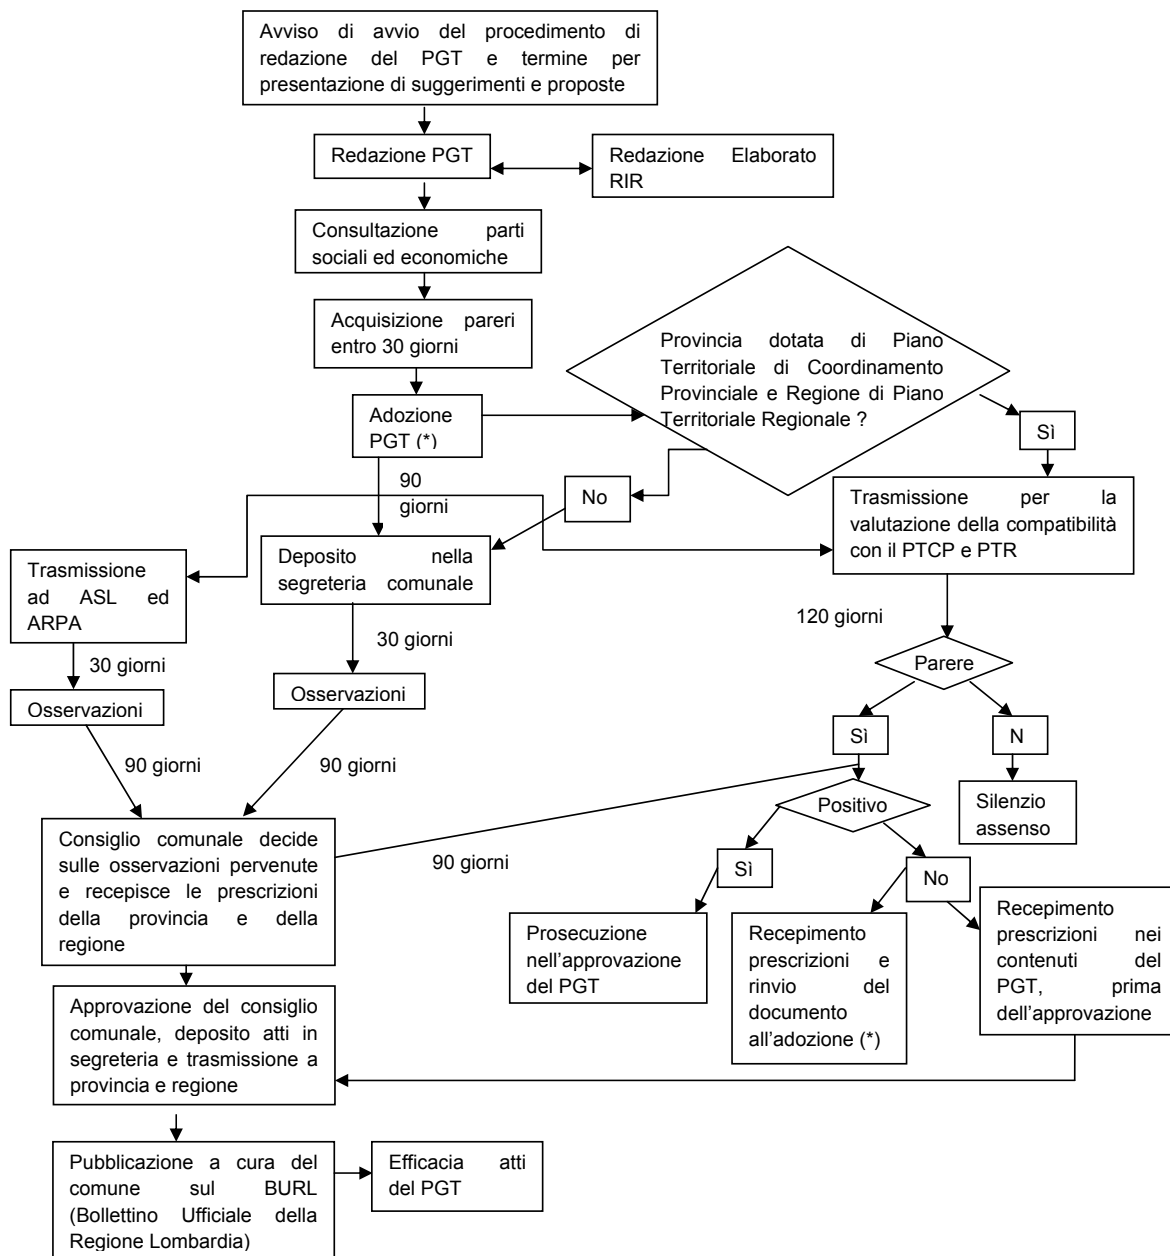 Avviso di avvio del procedimento di
redazione del PGT e termine per
presentazione di suggerimenti e proposte
Redazione PGT
Redazione Elaborato
RIR
Consultazione parti
sociali ed economiche
Acquisizione pareri
entro 30 giorni
Provincia dotata di Piano
Territoriale di Coordinamento
Provinciale e Regione di Piano
Territoriale Regionale ?
Adozione
PGT (*)
Sì
90
giorni
No
Trasmissione per la
valutazione della compatibilità
con il PTCP e PTR
Deposito nella
segreteria comunale
Trasmissione
ad ASL ed
ARPA
120 giorni
30 giorni
30 giorni
Parere
Osservazioni
Osservazioni
Sì
N
90 giorni
90 giorni
Positivo
Silenzio
assenso
Consiglio comunale decide
sulle osservazioni pervenute
e recepisce le prescrizioni
della provincia e della
regione
90 giorni
Sì
No
Prosecuzione
nell'approvazione
del PGT
Recepimento
prescrizioni e
rinvio del
documento
all'adozione (*)
Recepimento
prescrizioni nei
contenuti del
PGT, prima
dell'approvazione
Approvazione del consiglio
comunale, deposito atti in
segreteria e trasmissione a
provincia e regione
Pubblicazione a cura del
comune sul BURL
(Bollettino Ufficiale della
Regione Lombardia)
Efficacia atti
del PGT